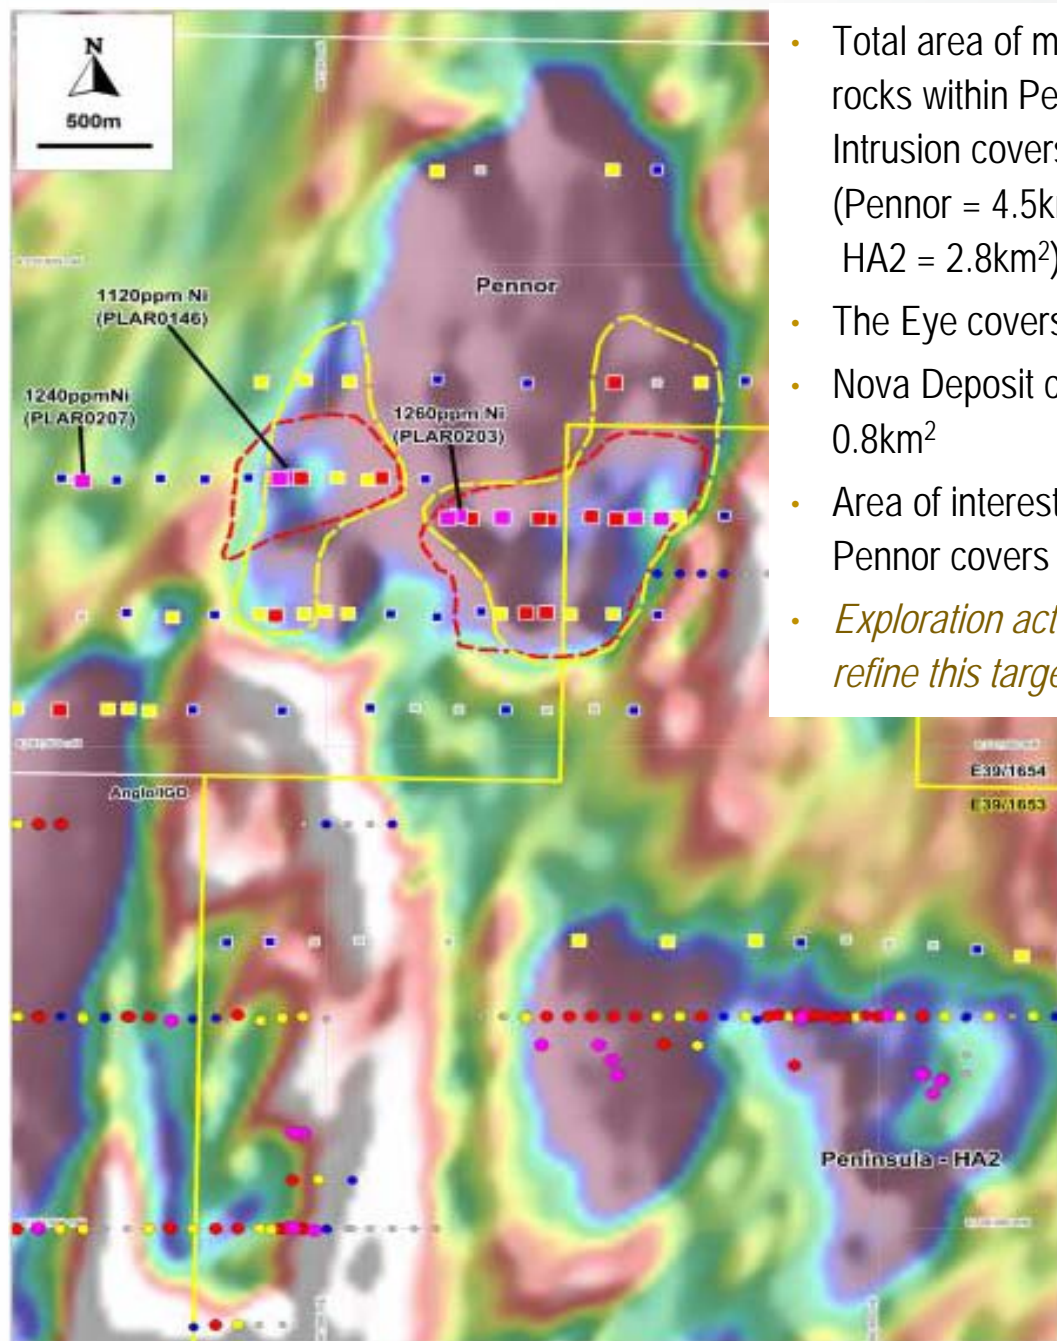 N
500m
Pennor
1120ppm Ni
(PLAR0146)
1240ppmNi
(PLAR0207)
1260ppm Ni
(PLAR0203)
Anglo/IGO
E39/1654
E39/1653
Peninsula - HA2
• Total area of m
rocks within Pe
Intrusion covers
(Pennor = 4.5k
HA2 = 2.8km²)
• The Eye covers
• Nova Deposit c
0.8km²
• Area of interest
Pennor covers
• Exploration act
refine this targe